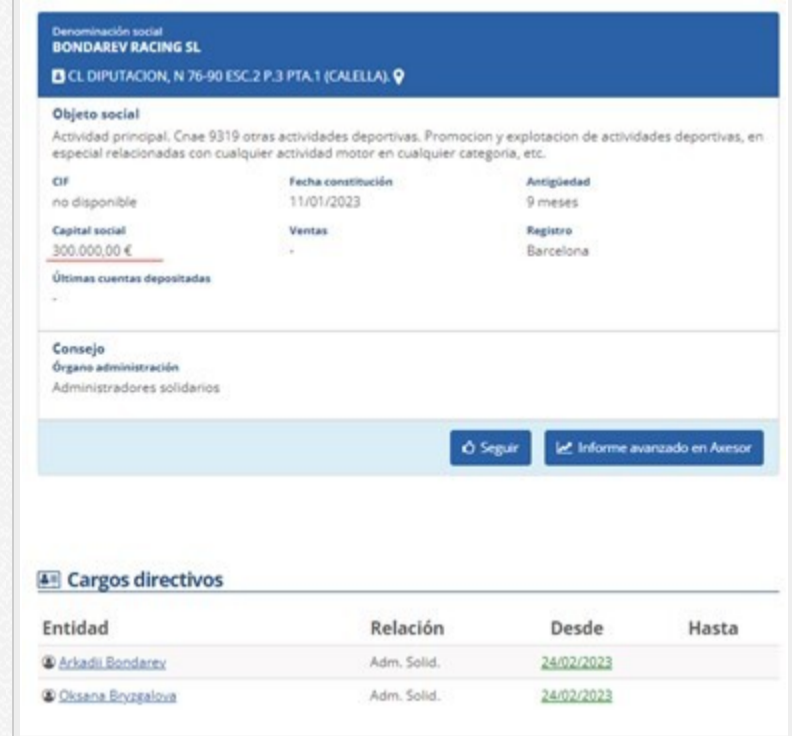 Denominación social
BONDAREV RACING SL
CL DIPUTACION, N 76-90 ESC.2 P.3 PTA.1 (CALELLA).
Objeto social
Actividad principal. Cnae 9319 otras actividades deportivas. Promocion y explotacion de actividades deportivas, en
especial relacionadas con cualquier actividad motor en cualquier categoria, etc.
CIF Fecha constitución Antigüedad
no disponible 11/01/2023 9 meses
Capital social Ventas Registro
300.000,00 € - Barcelona
Últimas cuentas depositadas
-
Consejo
Órgano administración
Administradores solidarios
Seguir Informe avanzado en Axesor
Cargos directivos
Entidad Relación Desde Hasta
Arkadii Bondarev Adm. Solid. 24/02/2023
Oksana Bryzgalova Adm. Solid. 24/02/2023